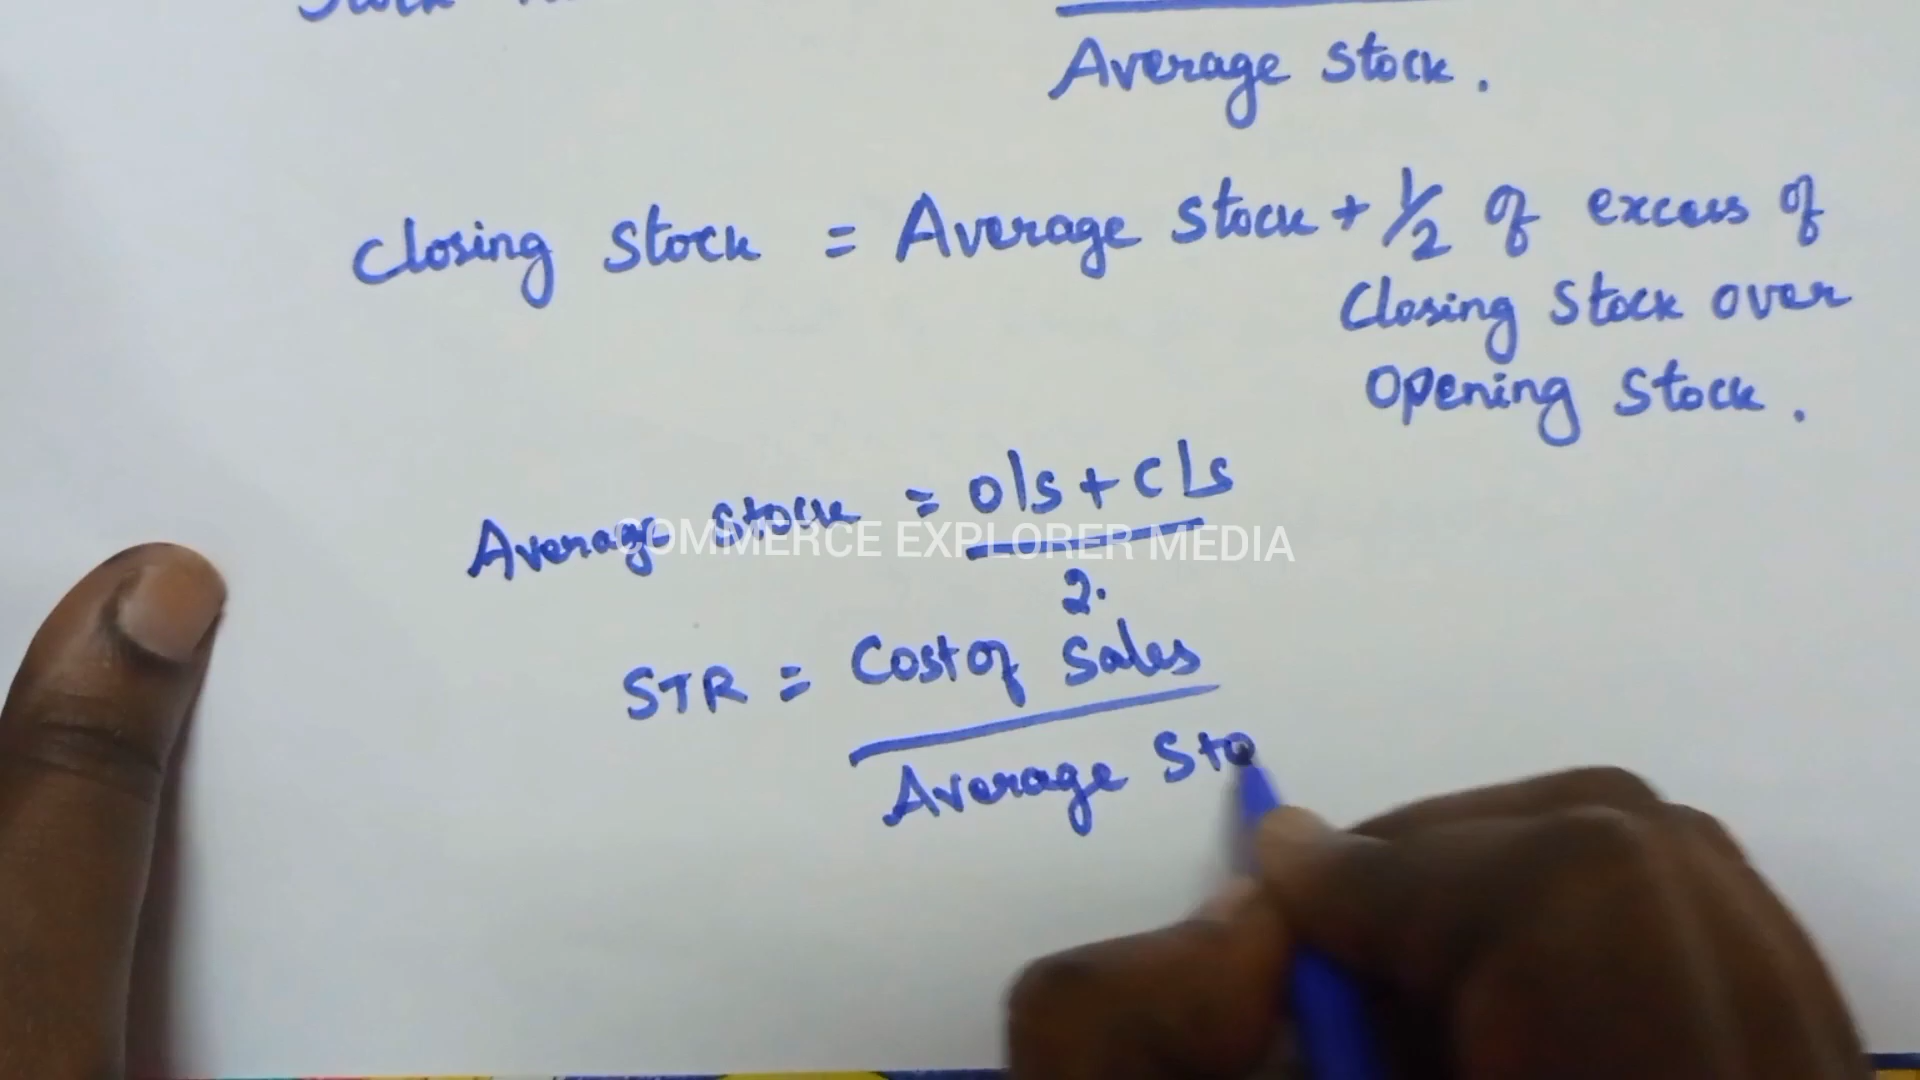 Stock
Average Stock.
Closing Stock = Average Stock + 1/2 of excess of
Closing Stock over
Opening Stock.
Average Stock = O/S + C/S
2.
COMMERCE EXPLORER MEDIA
STR = Cost of Sales
Average Sto